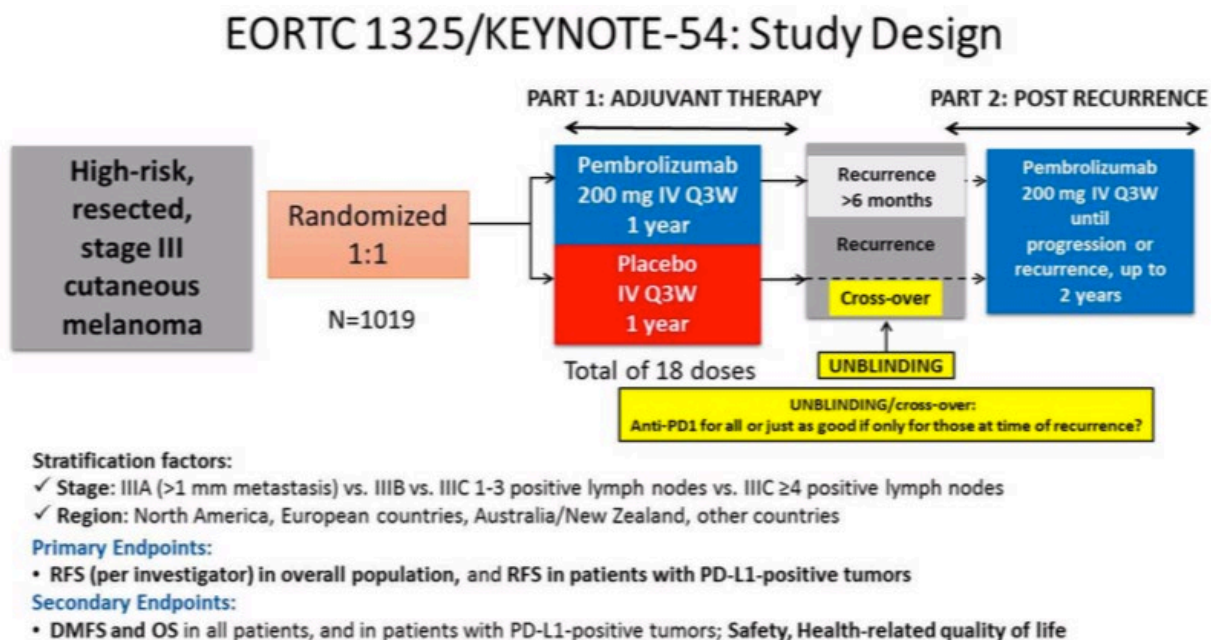 EORTC 1325/KEYNOTE-54: Study Design
PART 1: ADJUVANT THERAPY
PART 2: POST RECURRENCE
High-risk,
resected,
stage III
cutaneous
melanoma
Randomized
1:1
N=1019
Pembrolizumab
200 mg IV Q3W
1 year
Placebo
IV Q3W
1 year
Total of 18 doses
Recurrence
>6 months
Recurrence
Cross-over
UNBLINDING
Pembrolizumab
200 mg IV Q3W
until
progression or
recurrence, up to
2 years
UNBLINDING/cross-over:
Anti-PD1 for all or just as good if only for those at time of recurrence?
Stratification factors:
✓ Stage: IIIA (>1 mm metastasis) vs. IIIB vs. IIIC 1-3 positive lymph nodes vs. IIIC ≥4 positive lymph nodes
✓ Region: North America, European countries, Australia/New Zealand, other countries
Primary Endpoints:
• RFS (per investigator) in overall population, and RFS in patients with PD-L1-positive tumors
Secondary Endpoints:
• DMFS and OS in all patients, and in patients with PD-L1-positive tumors; Safety, Health-related quality of life